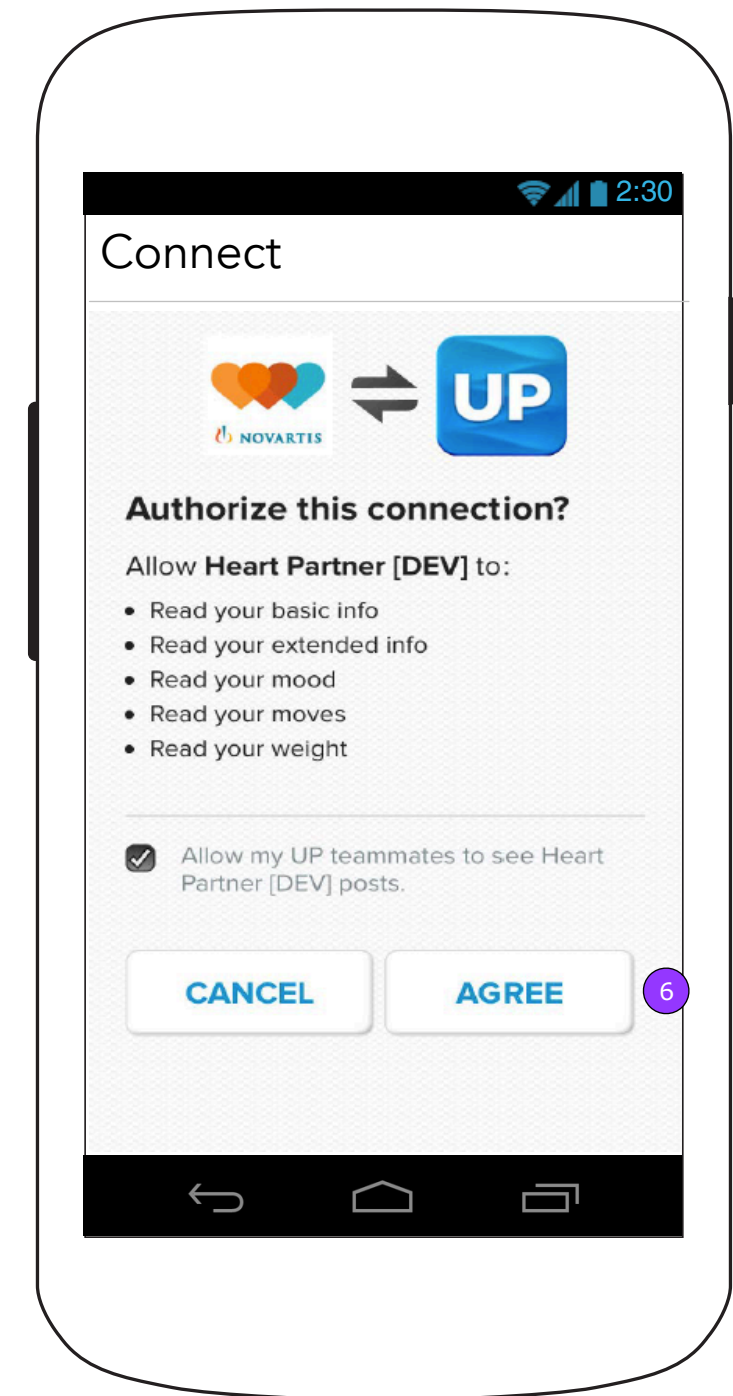 2:30
Connect
NOVARTIS
UP
Authorize this connection?
Allow Heart Partner [DEV] to:
• Read your basic info
• Read your extended info
• Read your mood
• Read your moves
• Read your weight
Allow my UP teammates to see Heart
Partner [DEV] posts.
CANCEL AGREE 6